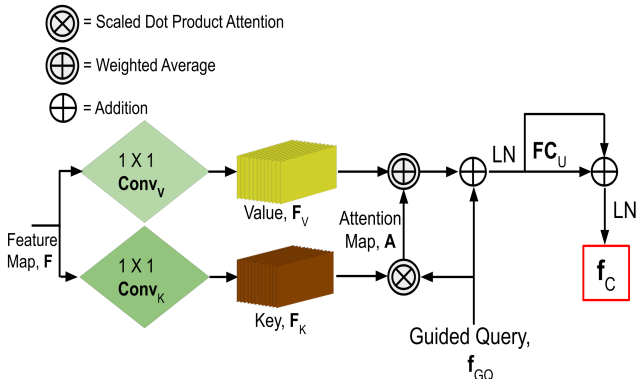 = Scaled Dot Product Attention
= Weighted Average
= Addition
1 X 1
Conv_V
Value, F_V
LN
FC_U
LN
Feature
Map, F
Attention
Map, A
1 X 1
Conv_K
Key, F_K
f_C
Guided Query,
f_GQ